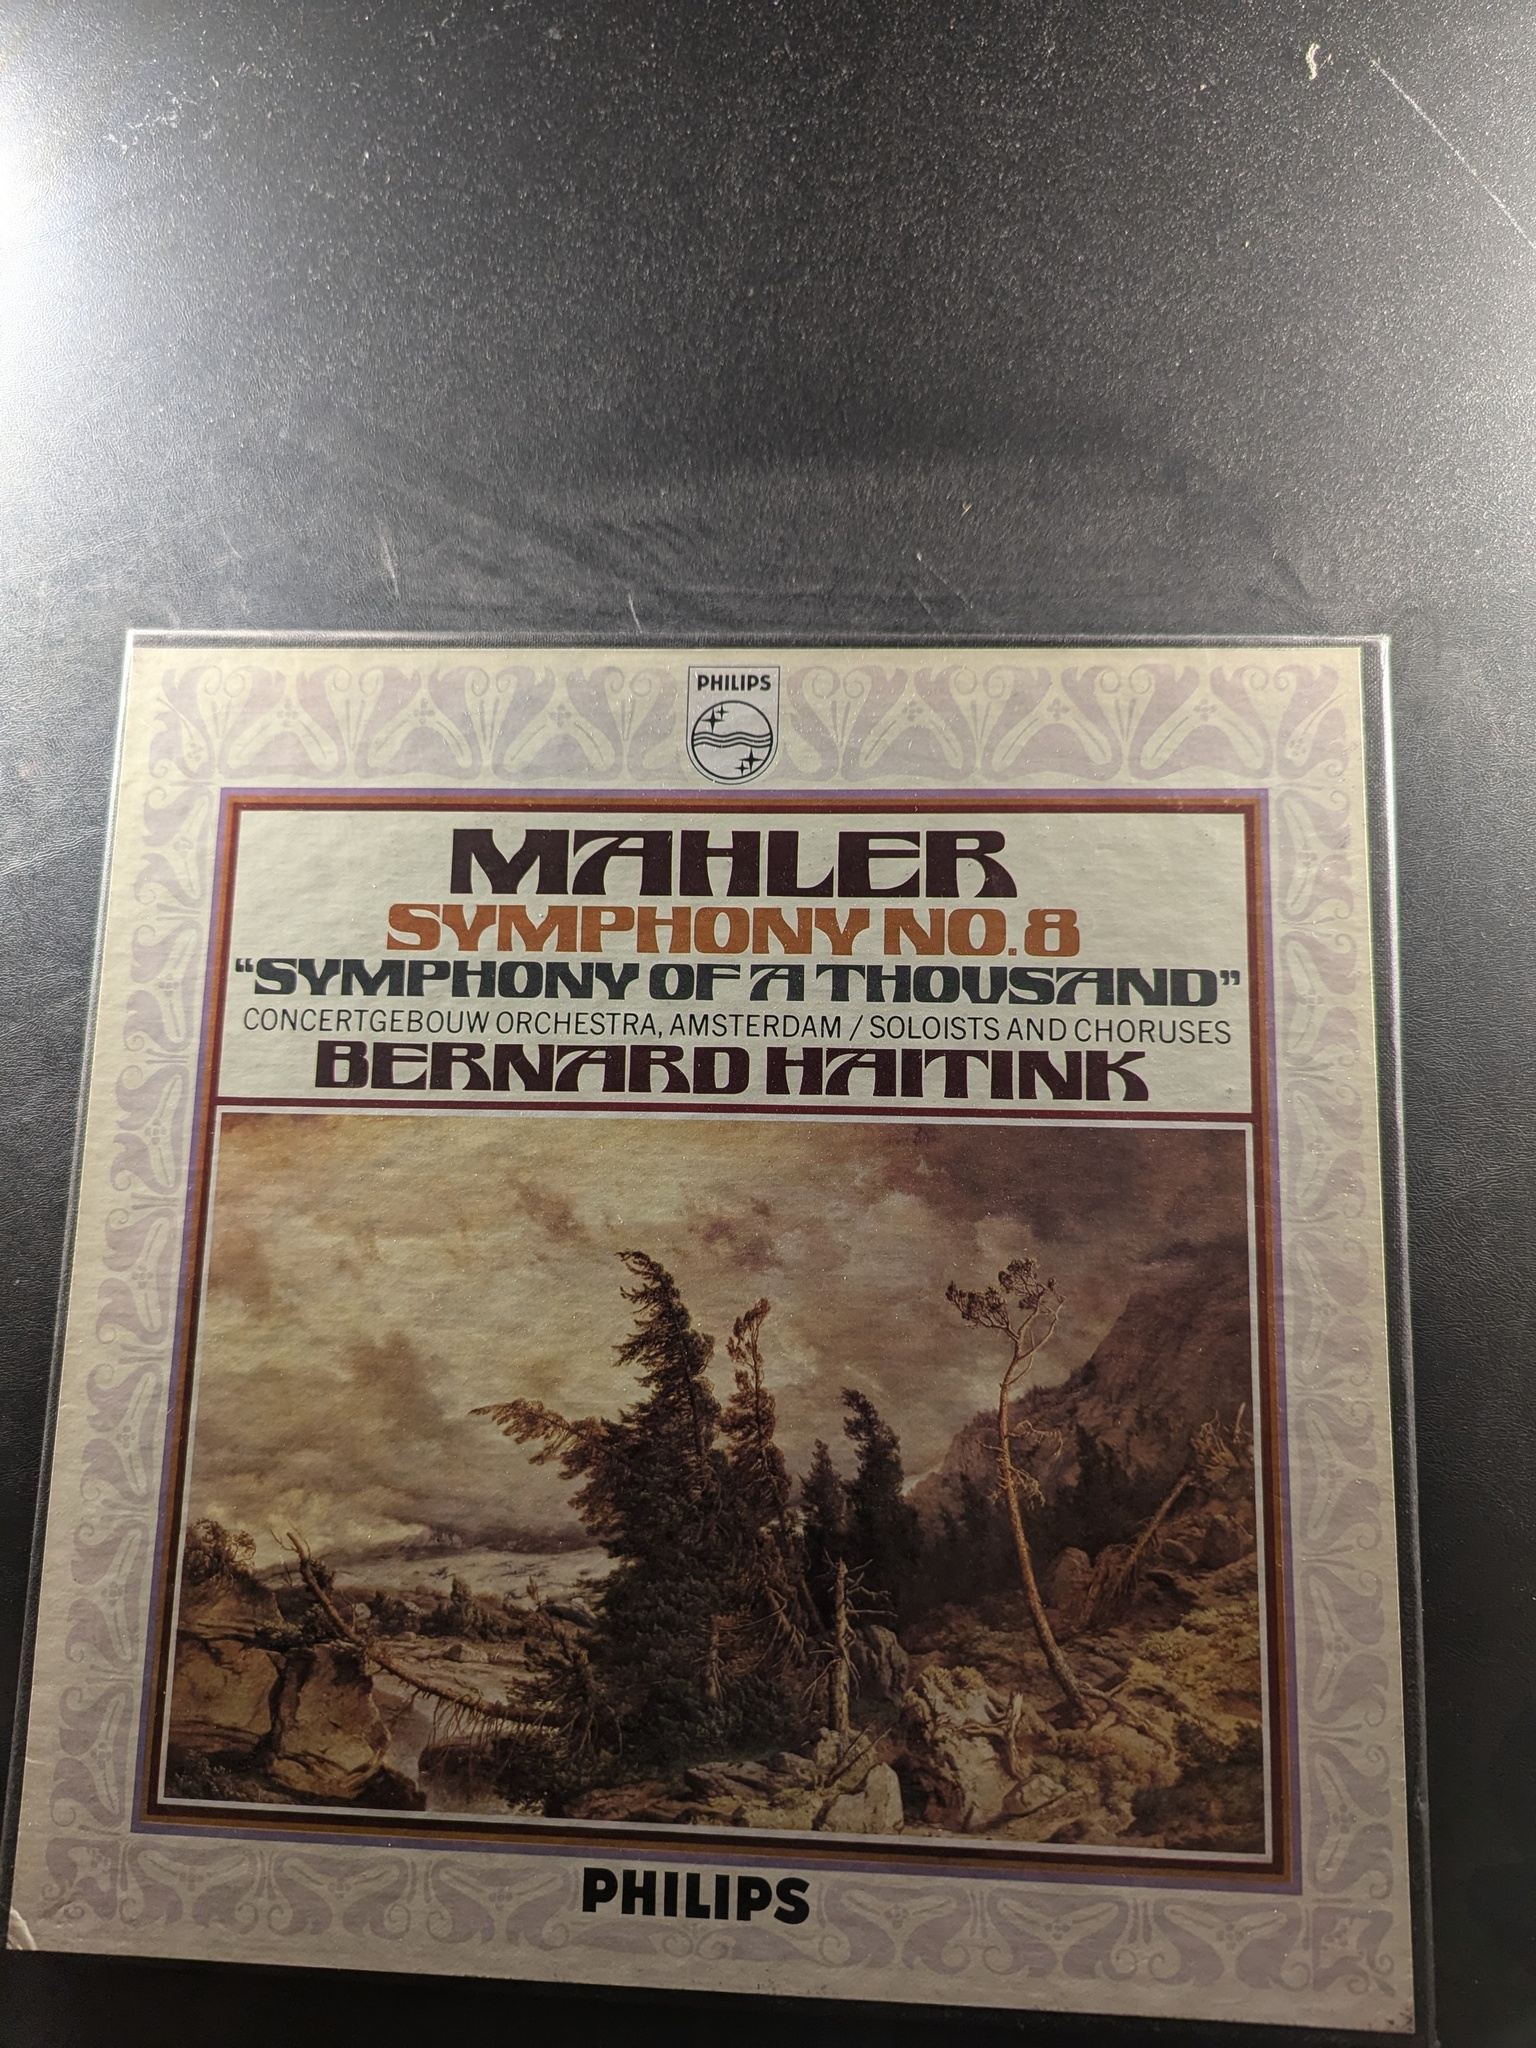 PHILIPS
MAHLER
SYMPHONY NO.8
“SYMPHONY OF A THOUSAND”
CONCERTGEBOUW ORCHESTRA, AMSTERDAM / SOLOISTS AND CHORUSES
BERNARD HAITINK
PHILIPS